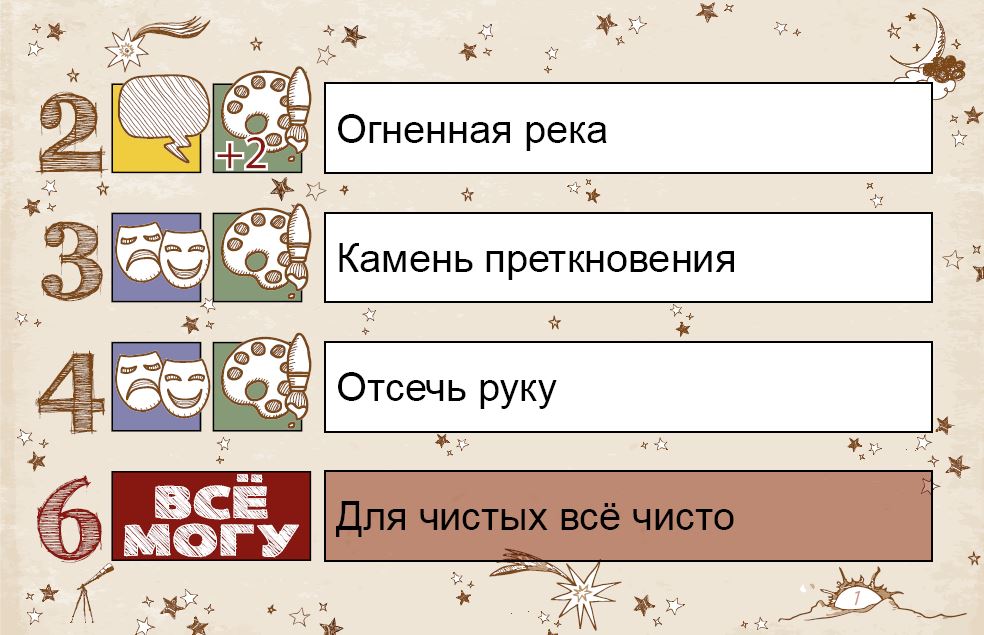 2
+2
Огненная река
3
Камень преткновения
4
Отсечь руку
6
ВСЁ
МОГУ
Для чистых всё чисто
1